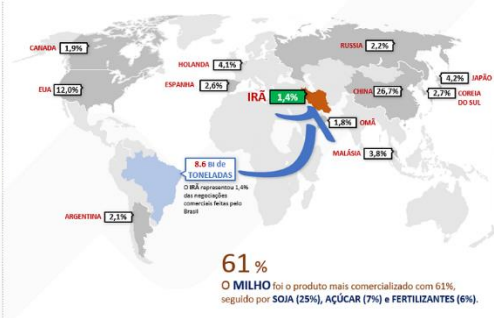 CANADA 1,9%
RUSSIA 2,2%
HOLANDA 4,1%
4,2% JAPÃO
EUA 12,0%
ESPANHA 2,6%
IRÃ 1,4%
CHINA 26,7%
2,7% COREIA
DO SUL
1,8% OMÃ
MALÁSIA 3,8%
8.6 BI de
TONELADAS
O IRÃ representou 1,4%
das negociações
comerciais feitas pelo
Brasil
ARGENTINA 2,1%
61 %
O MILHO foi o produto mais comercializado com 61%,
seguido por SOJA (25%), AÇÚCAR (7%) e FERTILIZANTES (6%).